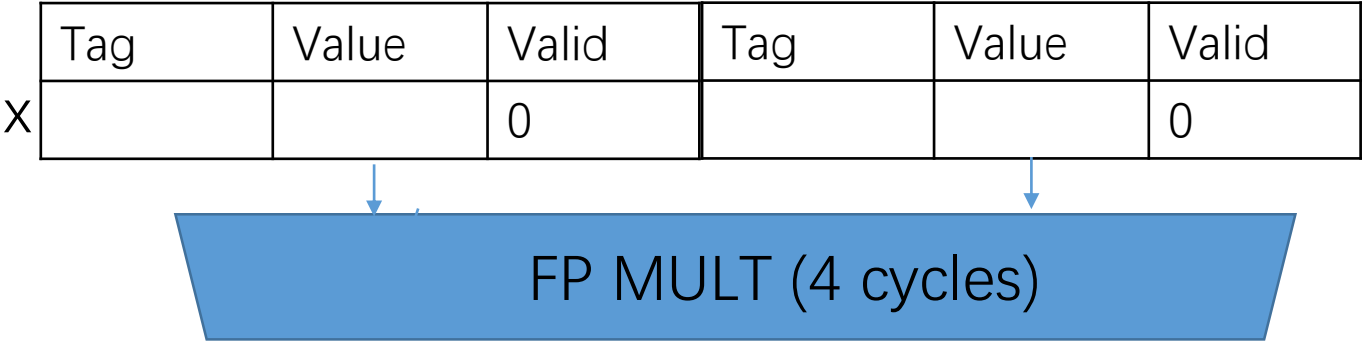 Tag Value Valid Tag Value Valid
X 0 0
FP MULT (4 cycles)